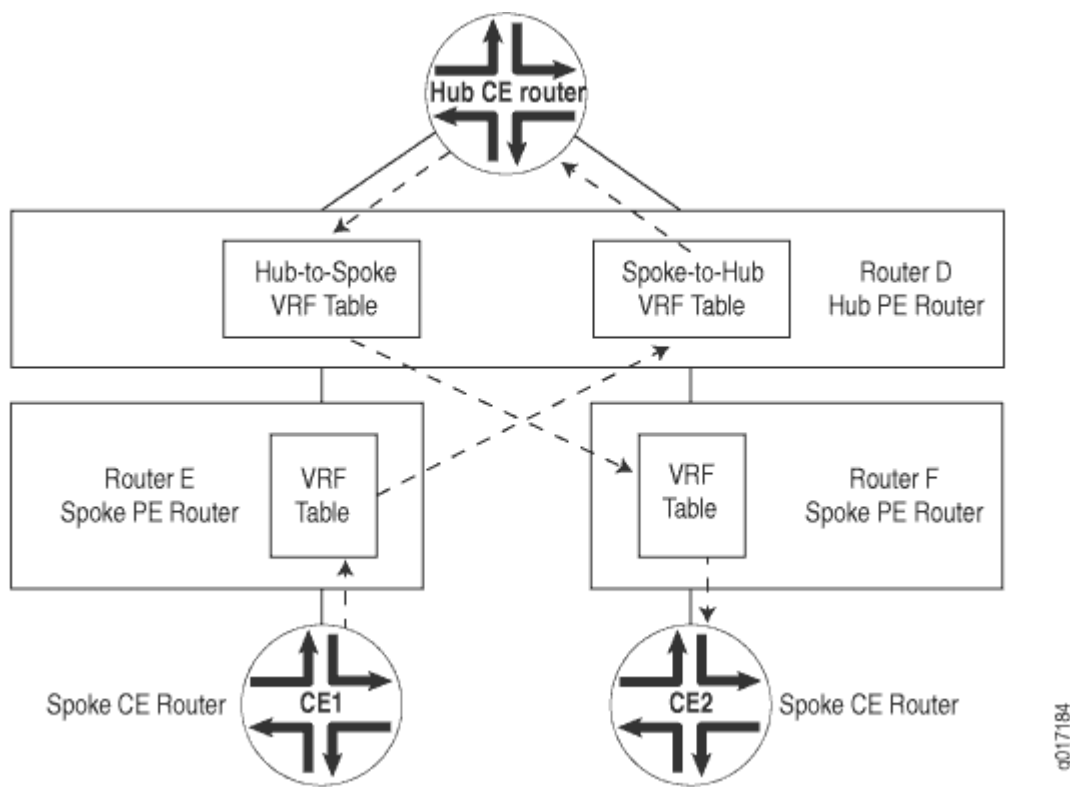 Hub CE router
Hub-to-Spoke
VRF Table
Spoke-to-Hub
VRF Table
Router D
Hub PE Router
Router E
Spoke PE Router
VRF
Table
VRF
Table
Router F
Spoke PE Router
Spoke CE Router
CE1
CE2
Spoke CE Router
g017184